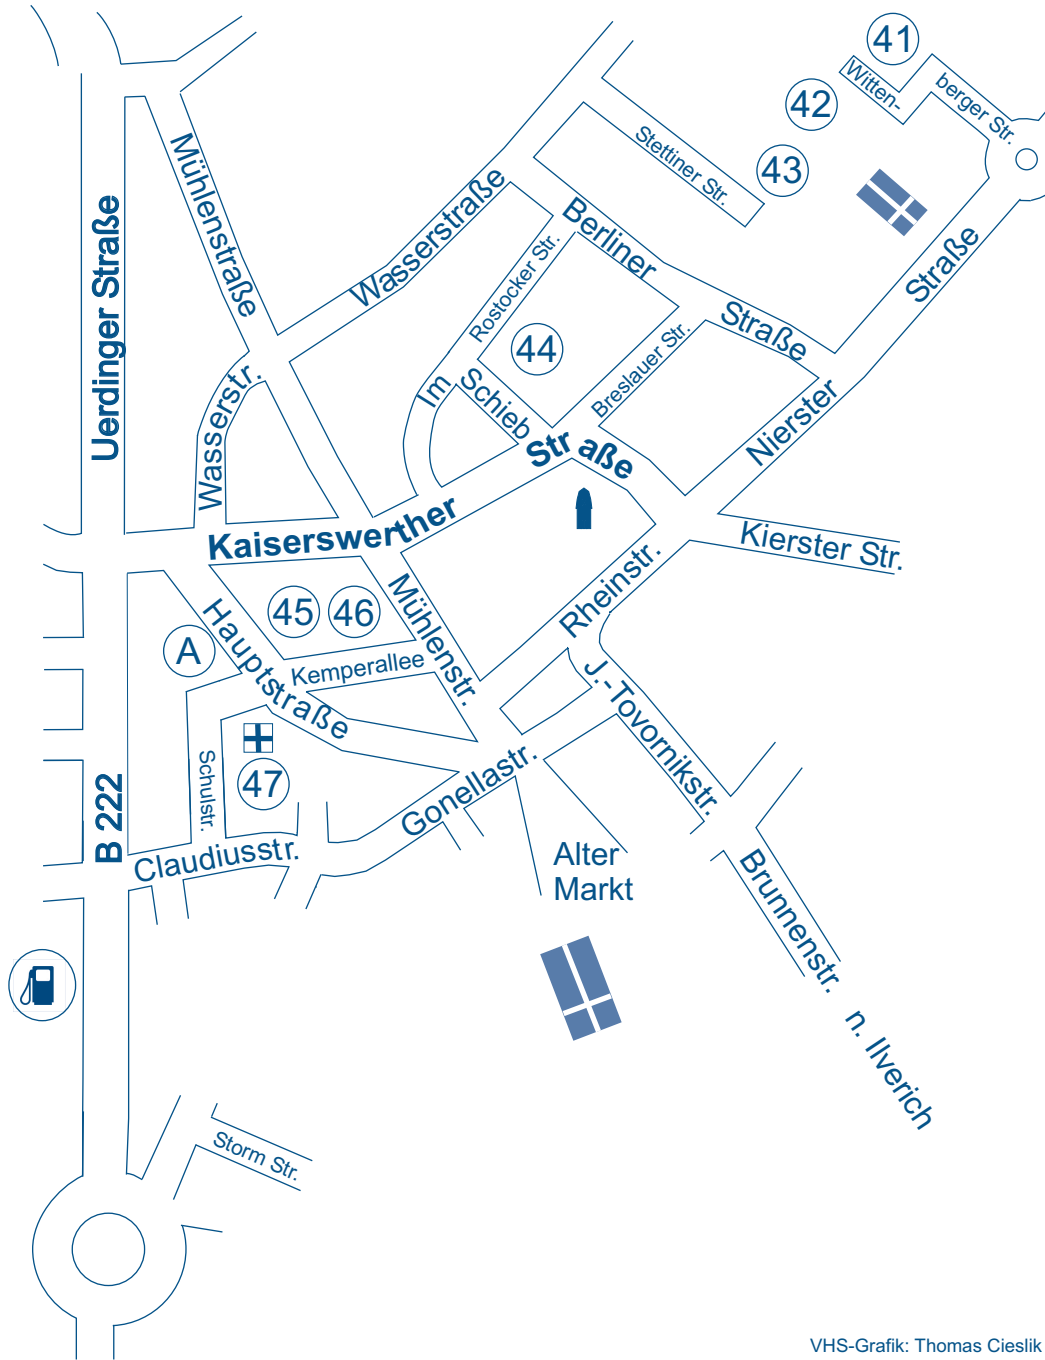 41
Witten-
berger Str.
42
Stettiner Str.
43
Mühlenstraße
Uerdinger Straße
Wasserstraße
Berliner
Straße
Straße
Rostocker Str.
44
Breslauer Str.
Im
Schieb
Wasserstr.
Nierster
Kaiserswerther
Str aße
Kierster Str.
45
46
Mühlenstr.
Rheinstr.
A
Hauptstraße
Kemperallee
J.-Tovornikstr.
Schulstr.
47
Gonellastr.
B 222
Claudiusstr.
Alter
Markt
Brunnenstr.
n. Ilverich
Storm Str.
VHS-Grafik: Thomas Cieslik